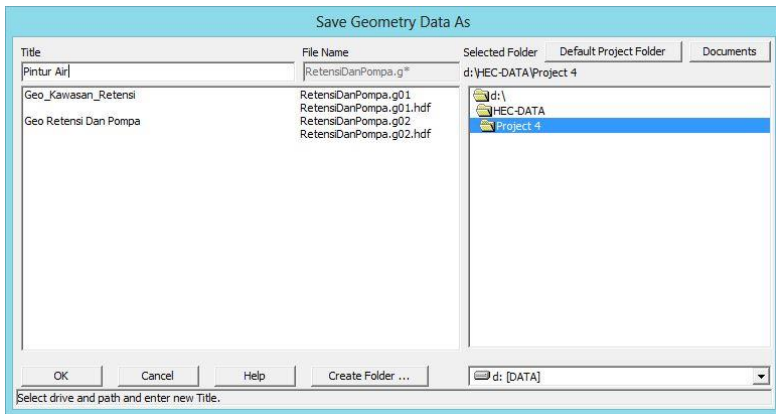 Save Geometry Data As
Title
File Name
Selected Folder
Default Project Folder
Documents
Pintur Air
RetensiDanPompa.g*
d:\HEC-DATA\Project 4
Geo_Kawasan_Retensi
RetensiDanPompa.g01
RetensiDanPompa.g01.hdf
Geo Retensi Dan Pompa
RetensiDanPompa.g02
RetensiDanPompa.g02.hdf
d:\
HEC-DATA
Project 4
OK
Cancel
Help
Create Folder ...
d: [DATA]
Select drive and path and enter new Title.